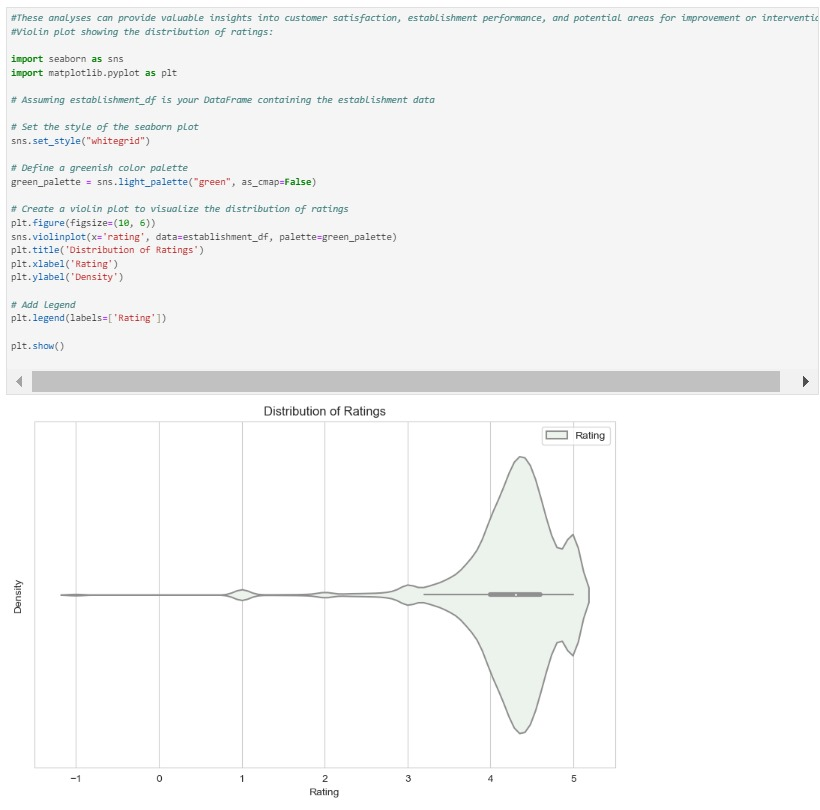 #These analyses can provide valuable insights into customer satisfaction, establishment performance, and potential areas for improvement or
#Violin plot showing the distribution of ratings:
import seaborn as sns
import matplotlib.pyplot as plt
# Assuming establishment_df is your DataFrame containing the establishment data
# Set the style of the seaborn plot
sns.set_style("whitegrid")
# Define a greenish color palette
green_palette = sns.light_palette("green", as_cmap=False)
# Create a violin plot to visualize the distribution of ratings
plt.figure(figsize=(10, 6))
sns.violinplot(x='rating', data=establishment_df, palette=green_palette)
plt.title('Distribution of Ratings')
plt.xlabel('Rating')
plt.ylabel('Density')
# Add legend
plt.legend(labels=['Rating'])
plt.show()
Distribution of Ratings
Rating
Density
−1 0 1 2 3 4 5
Rating